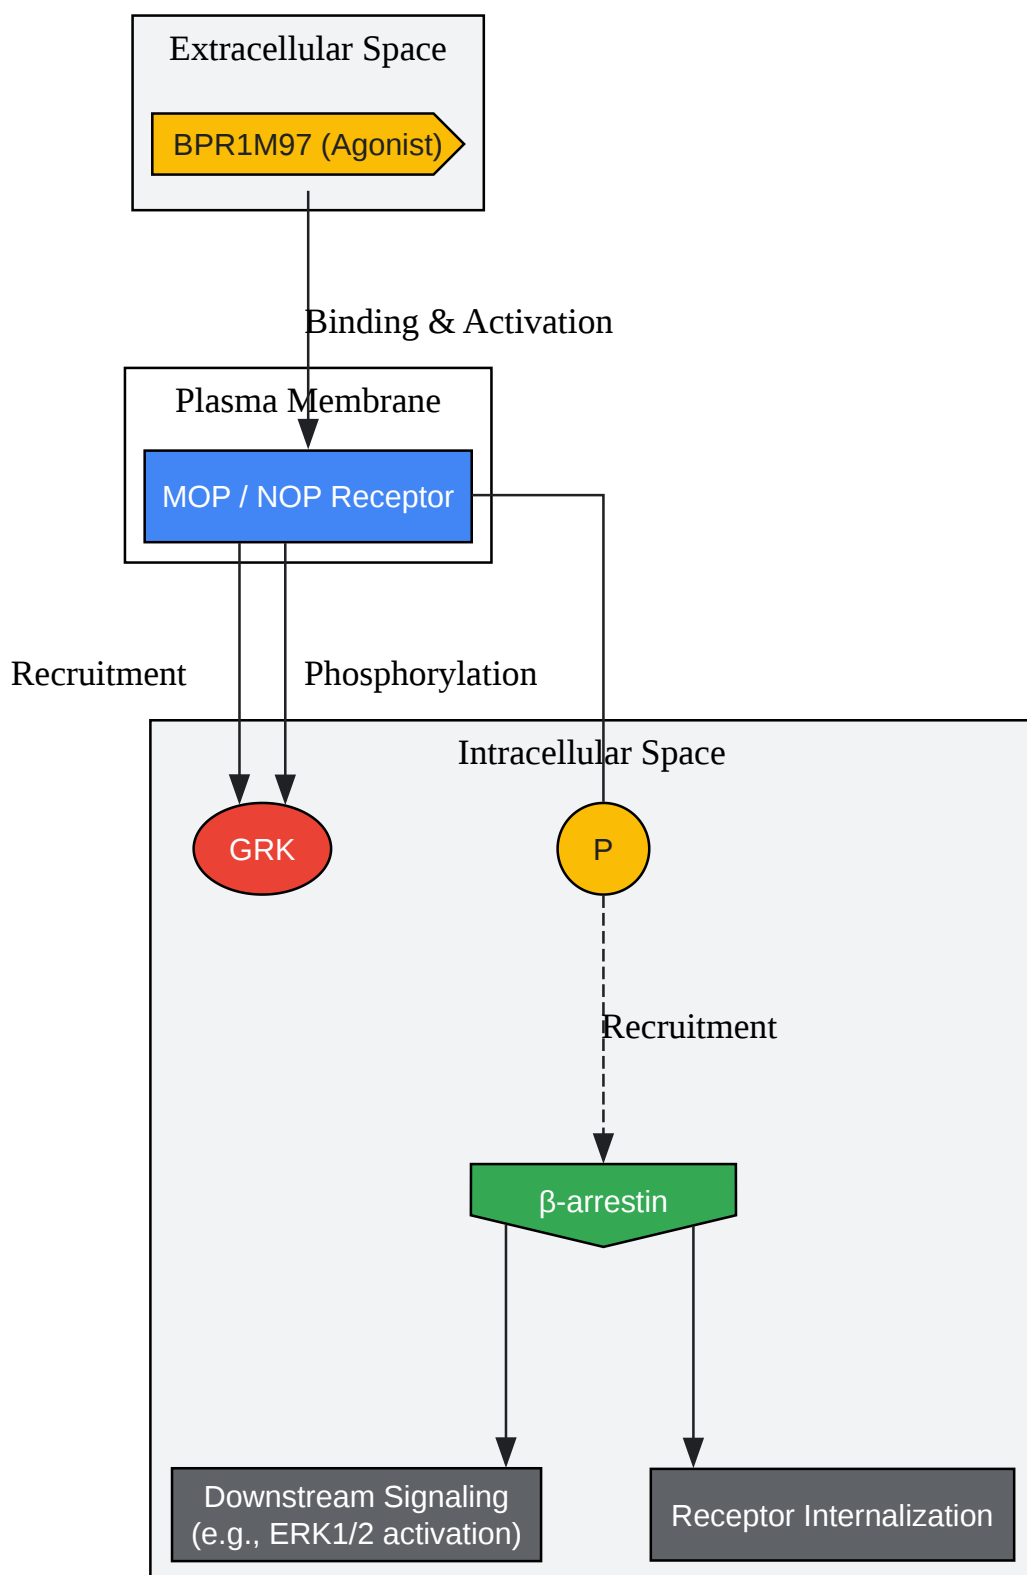 Extracellular Space
BPR1M97 (Agonist)
Binding & Activation
Plasma Membrane
MOP / NOP Receptor
Recruitment
Phosphorylation
Intracellular Space
GRK
P
Recruitment
β-arrestin
Downstream Signaling
(e.g., ERK1/2 activation)
Receptor Internalization